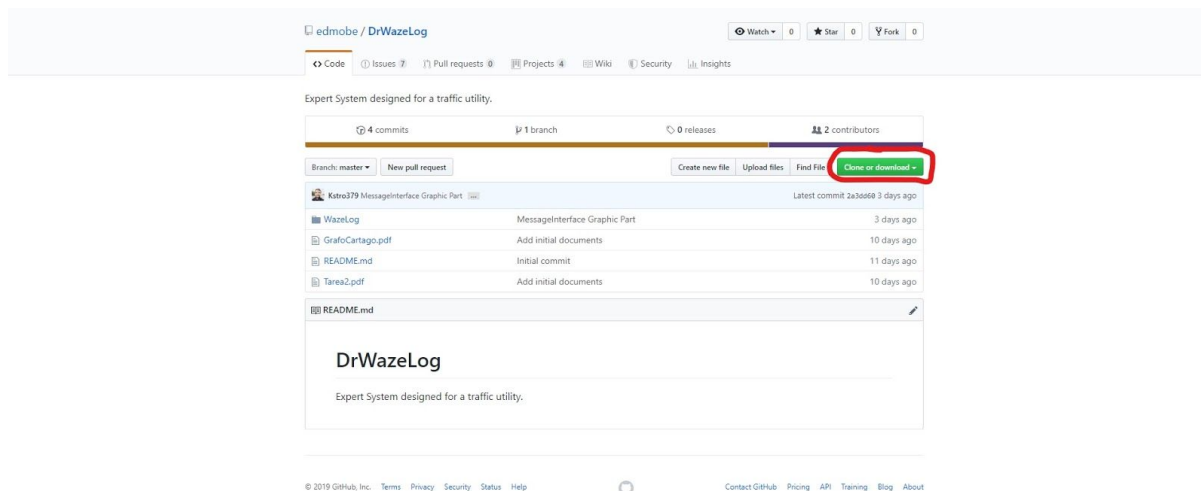 edmobe / DrWazeLog
Watch 0 Star 0 Fork 0
Code Issues 7 Pull requests 0 Projects 4 Wiki Security Insights
Expert System designed for a traffic utility.
4 commits 1 branch 0 releases 2 contributors
Branch: master New pull request Create new file Upload files Find File Clone or download
Kstro379 MessageInterface Graphic Part ... Latest commit 2a3dd60 3 days ago
WazeLog MessageInterface Graphic Part 3 days ago
GrafoCartago.pdf Add initial documents 10 days ago
README.md Initial commit 11 days ago
Tarea2.pdf Add initial documents 10 days ago
README.md
DrWazeLog
Expert System designed for a traffic utility.
© 2019 GitHub, Inc. Terms Privacy Security Status Help Contact GitHub Pricing API Training Blog About